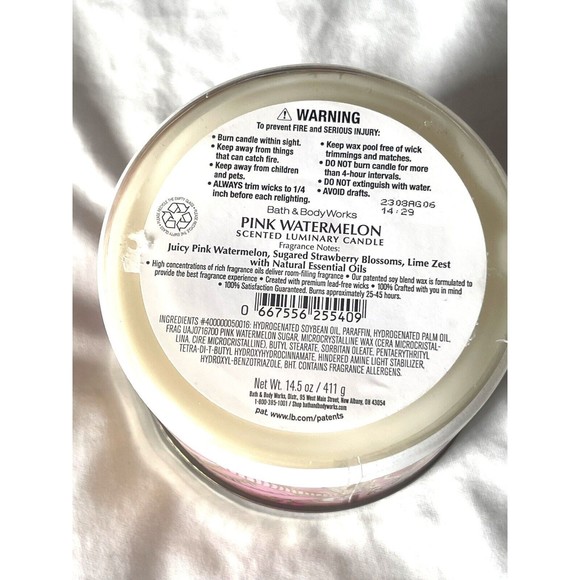 ⚠ WARNING
To prevent FIRE and SERIOUS INJURY:
• Burn candle within sight.
• Keep away from things
that can catch fire.
• Keep away from children
and pets.
• ALWAYS trim wicks to 1/4
inch before each relighting.
• Keep wax pool free of wick
trimmings and matches.
• DO NOT burn candle for more
than 4-hour intervals.
• DO NOT extinguish with water.
• AVOID drafts.
2308AG06
14:29
Bath & Body Works
PINK WATERMELON
SCENTED LUMINARY CANDLE
Fragrance Notes:
Juicy Pink Watermelon, Sugared Strawberry Blossoms, Lime Zest
with Natural Essential Oils
• High concentrations of rich fragrance oils deliver room-filling fragrance • Our patented soy blend wax is formulated to
provide the best fragrance experience • Created with premium lead-free wicks • 100% Crafted with you in mind
• 100% Satisfaction Guaranteed. Burns approximately 25-45 hours.
0 667556 255409
INGREDIENTS #400000050016: HYDROGENATED SOYBEAN OIL, PARAFFIN, HYDROGENATED PALM OIL,
FRAG UAJ0716700 PINK WATERMELON SUGAR, MICROCRYSTALLINE WAX (CERA MICROCRISTAL-
LINA, CIRE MICROCRISTALLINE), BUTYL STEARATE, SORBITAN OLEATE, PENTAERYTHRITYL
TETRA-DI-T-BUTYL HYDROXYHYDROCINNAMATE, HINDERED AMINE LIGHT STABILIZER,
HYDROXYL-BENZOTRIAZOLE, BHT. CONTAINS FRAGRANCE ALLERGENS.
Net Wt. 14.5 oz / 411 g
Bath & Body Works, Distr., 95 West Main Street, New Albany, OH 43054
1-800-395-1001 / Shop bathandbodyworks.com
Pat. www.lb.com/patents